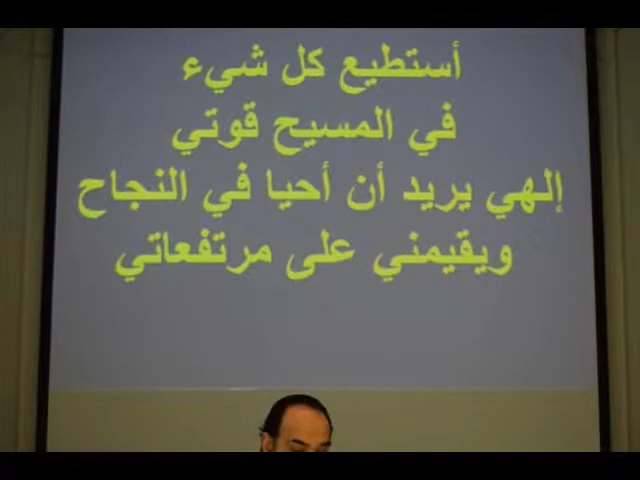 أستطيع كل شيء
في المسيح قوتي
إلهي يريد أن أحيا في النجاح
ويقيمني على مرتفعاتي